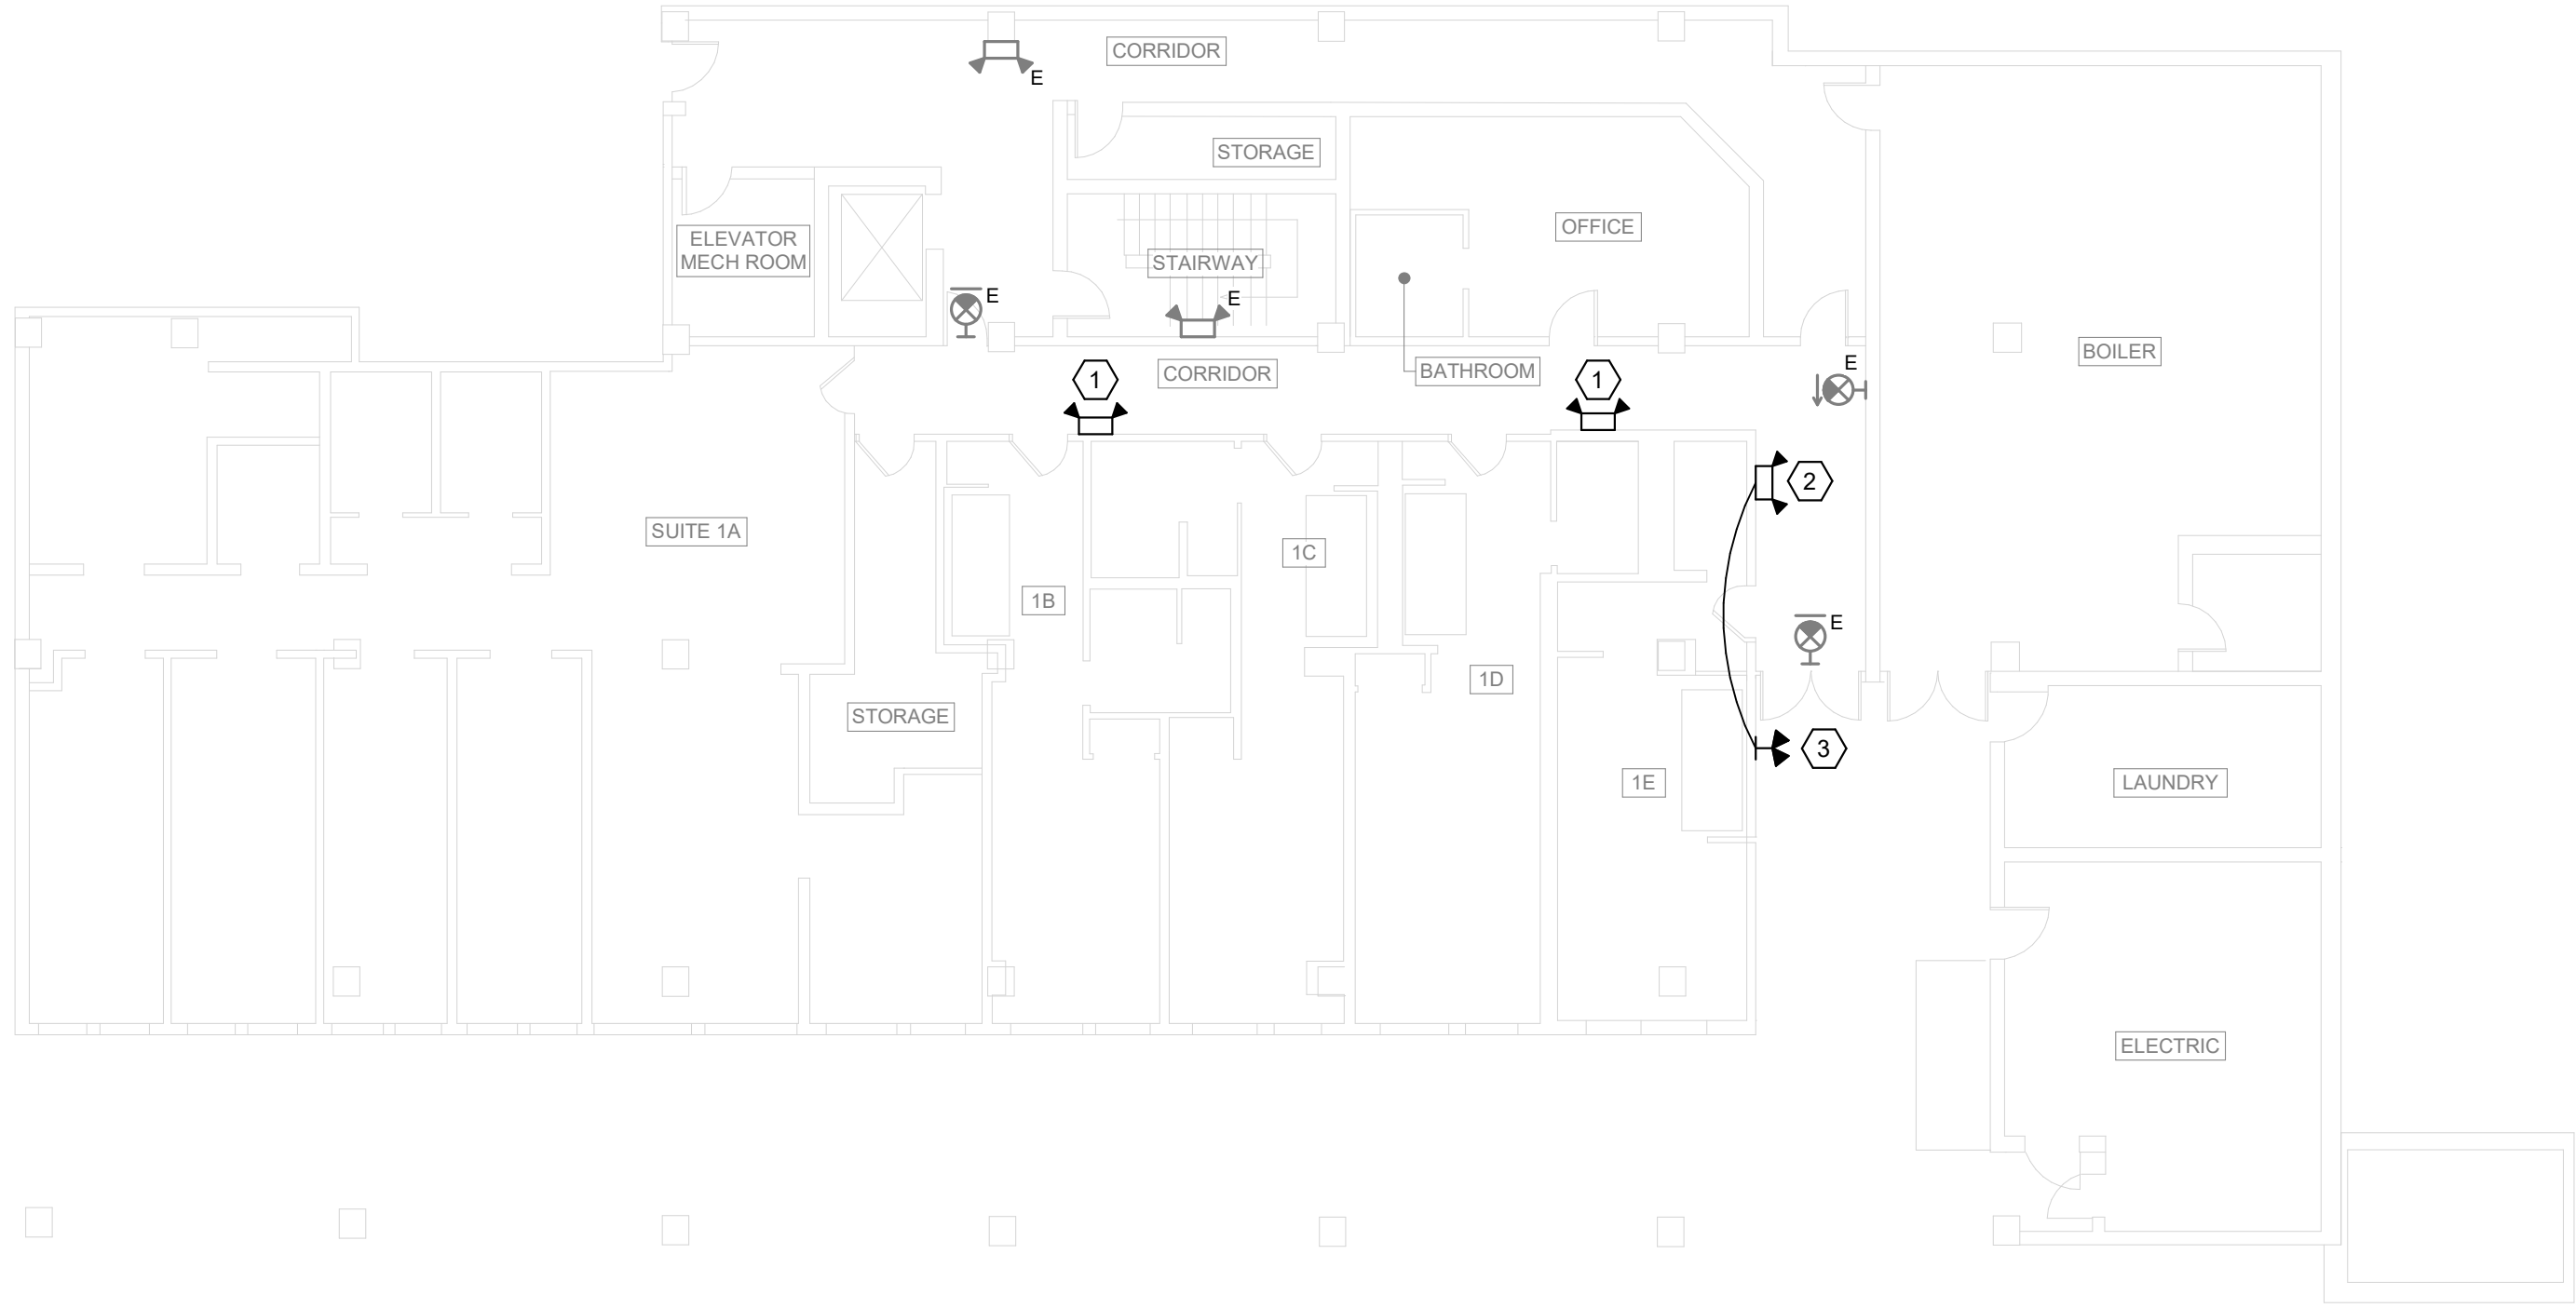 CORRIDOR
E
STORAGE
OFFICE
ELEVATOR
MECH ROOM
STAIRWAY
E
E
BOILER
E
CORRIDOR
BATHROOM
1
1
2
SUITE 1A
1C
1B
E
1D
STORAGE
3
1E
LAUNDRY
ELECTRIC